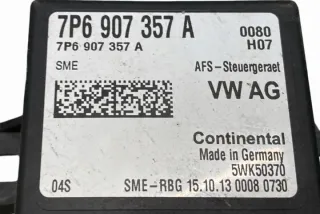 7P6 907 357 A 0080
7P6 907 357 A H07
SME AFS-Steuergeraet
VW AG
Continental
Made in Germany
5WK50370
04S SME-RBG 15.10.13 0008 0730